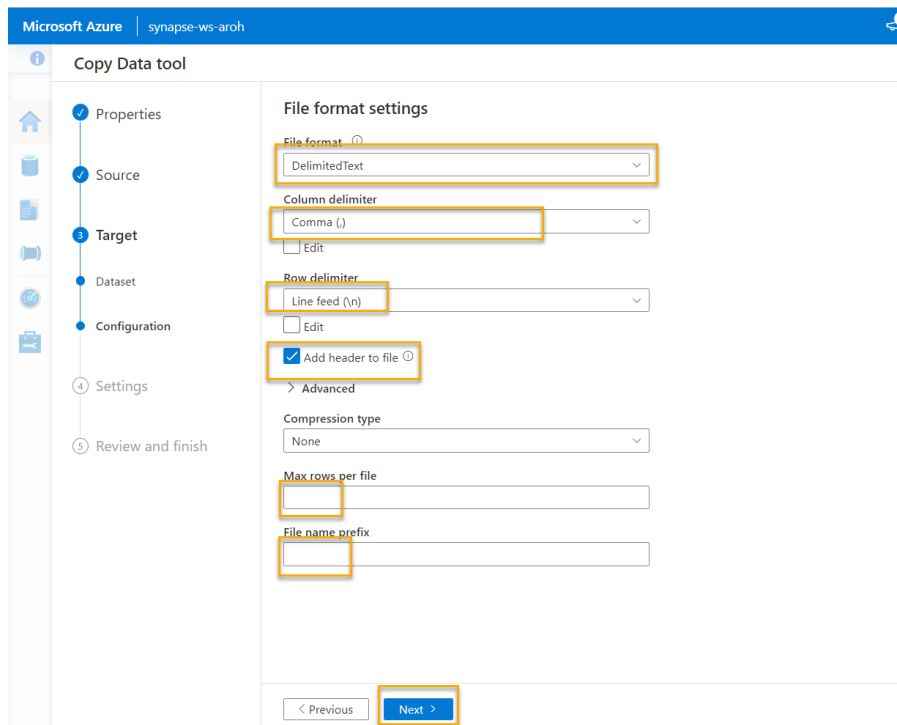 Microsoft Azure synapse-ws-aroh
Copy Data tool
Properties
Source
3 Target
Dataset
Configuration
4 Settings
5 Review and finish
File format settings
File format
DelimitedText
Column delimiter
Comma (,)
Edit
Row delimiter
Line feed (\n)
Edit
Add header to file
> Advanced
Compression type
None
Max rows per file
File name prefix
< Previous Next >